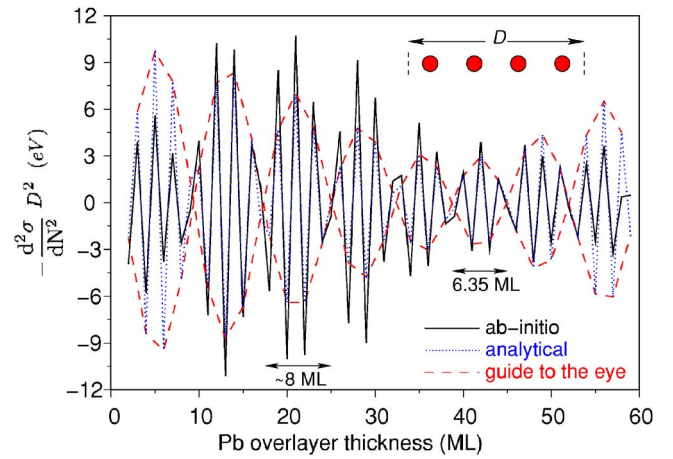 12
9
6
3
0
−3
−6
−9
−12
− d²σ/dN² D² (eV)
D
6.35 ML
~8 ML
ab−initio
analytical
guide to the eye
0 10 20 30 40 50 60
Pb overlayer thickness (ML)